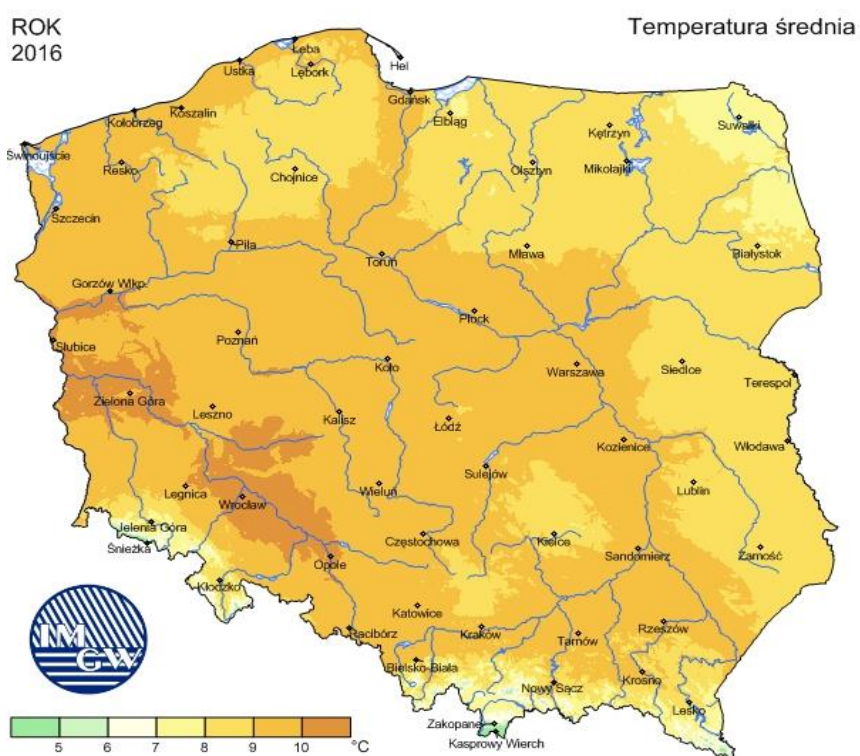 ROK
2016
Temperatura średnia
Łeba
Hel
Ustka
Lębork
Gdańsk
Koszalin
Kołobrzeg
Elbląg
Suwałki
Kętrzyn
Świnoujście
Resko
Chojnice
Olsztyn
Mikołajki
Szczecin
Piła
Toruń
Mława
Białystok
Gorzów Wlkp.
Płock
Słubice
Poznań
Koło
Warszawa
Siedlce
Terespol
Zielona Góra
Leszno
Kalisz
Łódź
Kozienice
Włodawa
Sulejów
Legnica
Wrocław
Wieluń
Lublin
Jelenia Góra
Śnieżka
Częstochowa
Kielce
Sandomierz
Zamość
Opole
Kłodzko
Katowice
Racibórz
Kraków
Tarnów
Rzeszów
Bielsko-Biała
Nowy Sącz
Krosno
Lesko
Zakopane
Kasprowy Wierch
IM
GW
5 6 7 8 9 10 °C